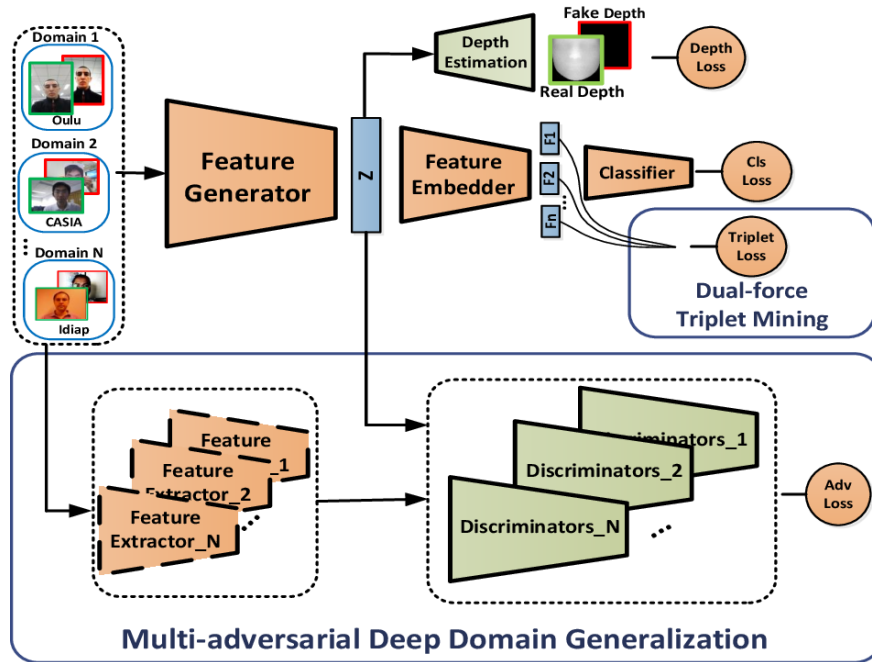 Domain 1
Oulu
Domain 2
CASIA
Domain N
Idiap
Feature
Generator
Z
Depth
Estimation
Fake Depth
Real Depth
Depth
Loss
Feature
Embedder
F1
F2
Fn
Classifier
Cls
Loss
Triplet
Loss
Dual-force
Triplet Mining
Feature
_1
Feature
Extractor_2
Feature
Extractor_N
Discriminators_1
Discriminators_2
Discriminators_N
Adv
Loss
Multi-adversarial Deep Domain Generalization